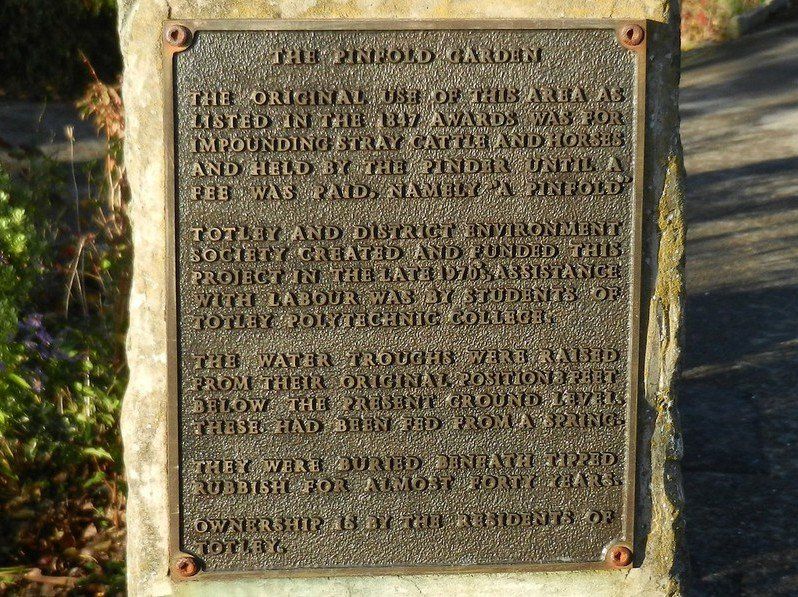 THE PINFOLD GARDEN
THE ORIGINAL USE OF THIS AREA AS
LISTED IN THE 1837 AWARDS WAS FOR
IMPOUNDING STRAY CATTLE AND HORSES
AND HELD BY THE PINDER UNTIL A
FEE WAS PAID, NAMELY "A PINFOLD"
TOTLEY AND DISTRICT ENVIRONMENT
SOCIETY CREATED AND FUNDED THIS
PROJECT IN THE LATE 1970'S, ASSISTANCE
WITH LABOUR WAS BY STUDENTS OF
TOTLEY POLYTECHNIC COLLEGE.
THE WATER TROUGHS WERE RAISED
FROM THEIR ORIGINAL POSITION 3 FEET
BELOW THE PRESENT GROUND LEVEL.
THESE HAD BEEN FED FROM A SPRING.
THEY WERE BURIED BENEATH TIPPED
RUBBISH FOR ALMOST FORTY YEARS.
OWNERSHIP IS BY THE RESIDENTS OF
TOTLEY.